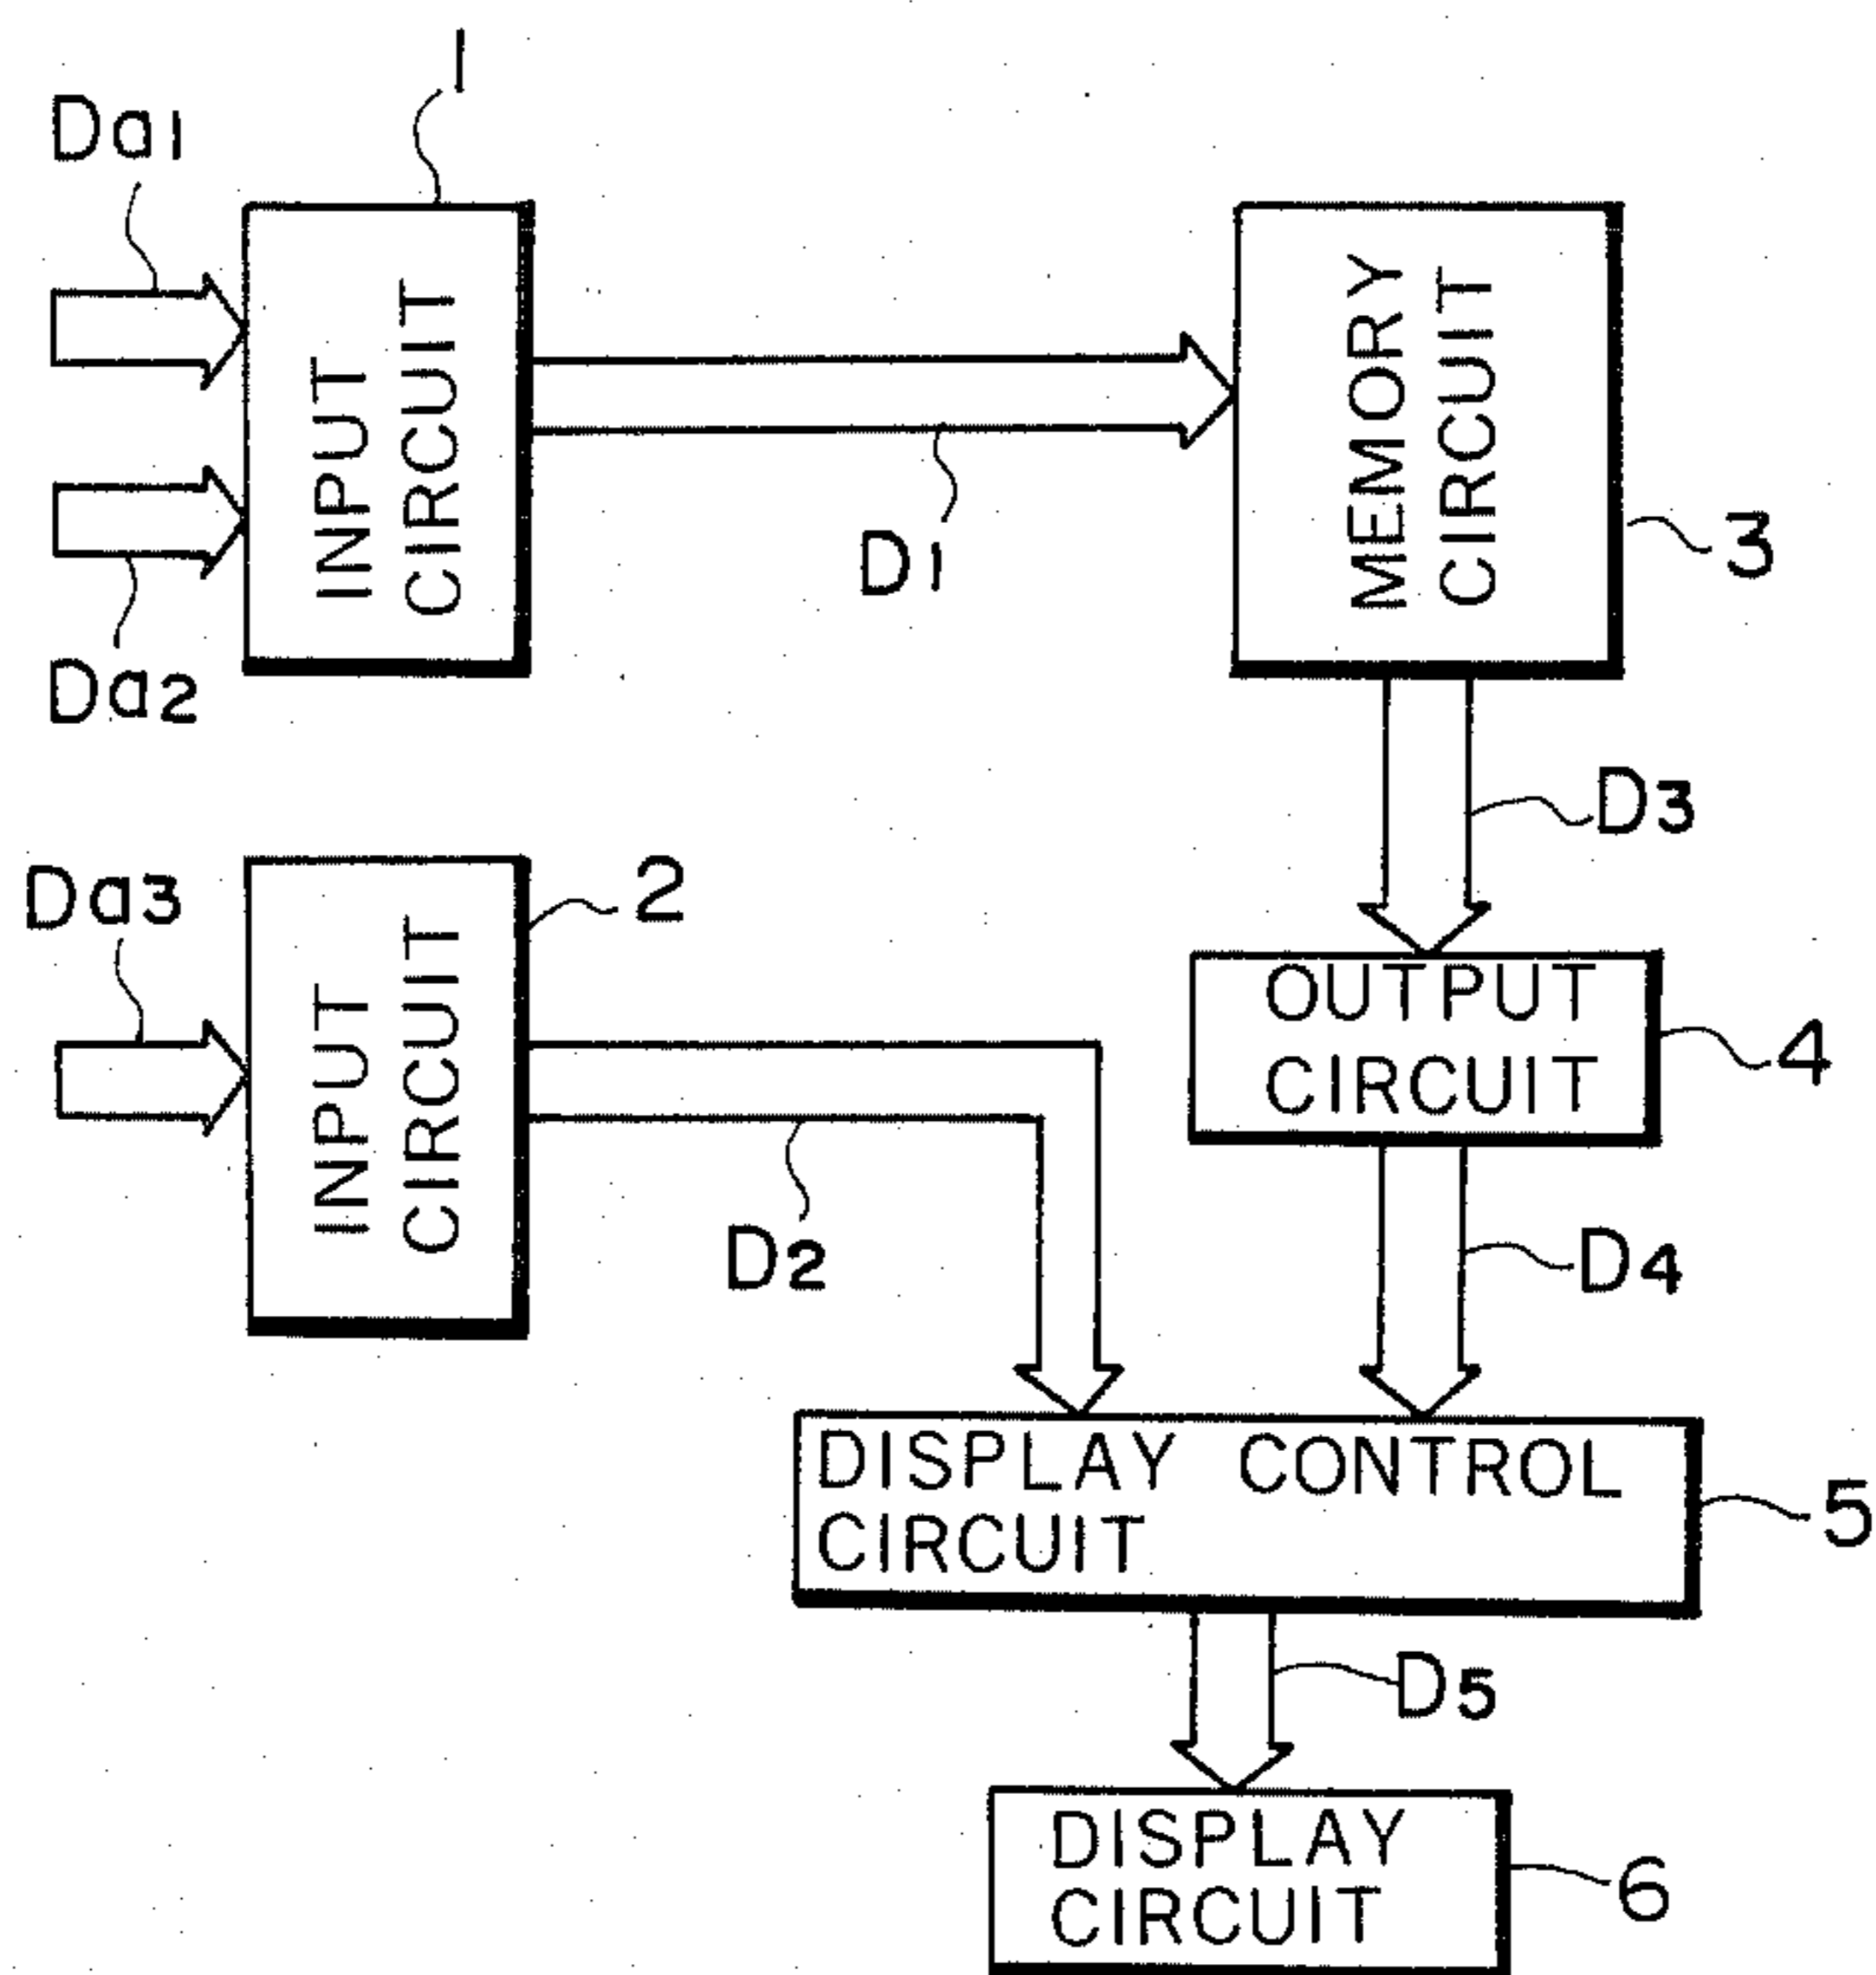 1
Da1
INPUT
CIRCUIT
MEMORY
CIRCUIT
3
D1
Da2
D3
Da3
2
INPUT
CIRCUIT
OUTPUT
CIRCUIT
4
D2
D4
DISPLAY CONTROL
CIRCUIT
5
D5
DISPLAY
CIRCUIT
6